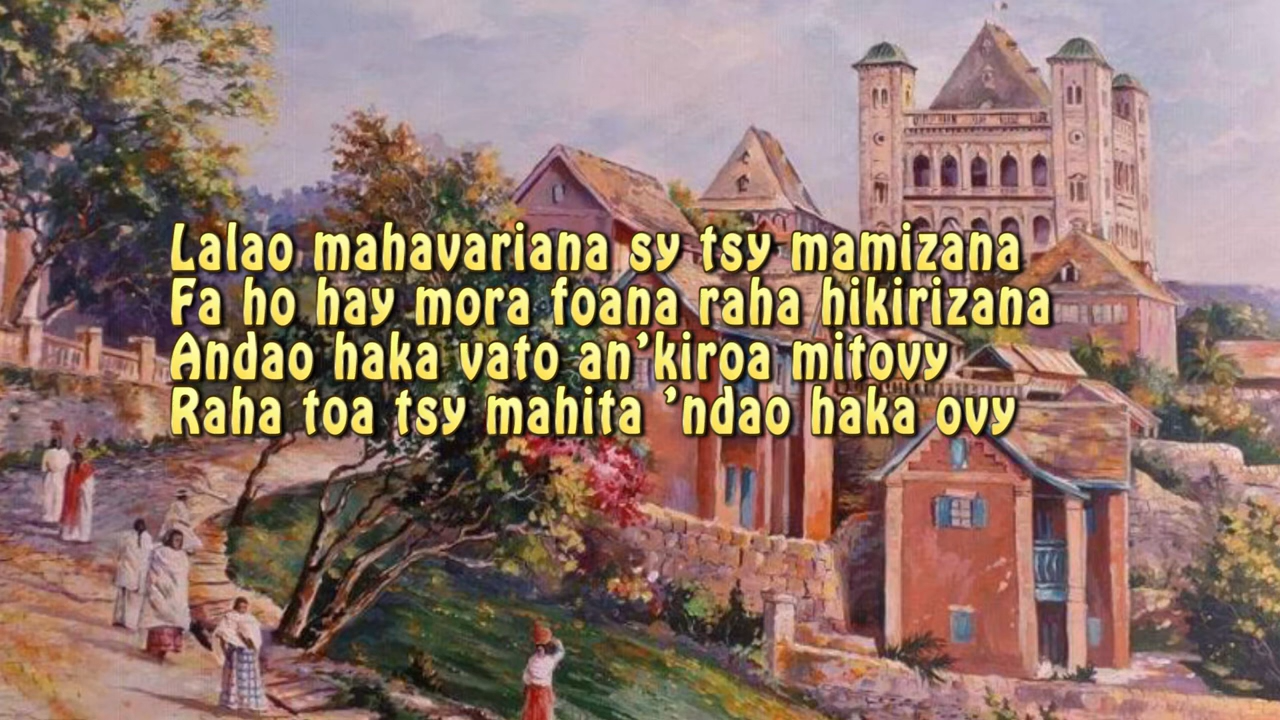 Lalao mahavariana sy tsy mamizana
Fa ho hay mora foana raha hikirizana
Andao haka vato an’kiroa mitovy
Raha toa tsy mahita ’ndao haka ovy